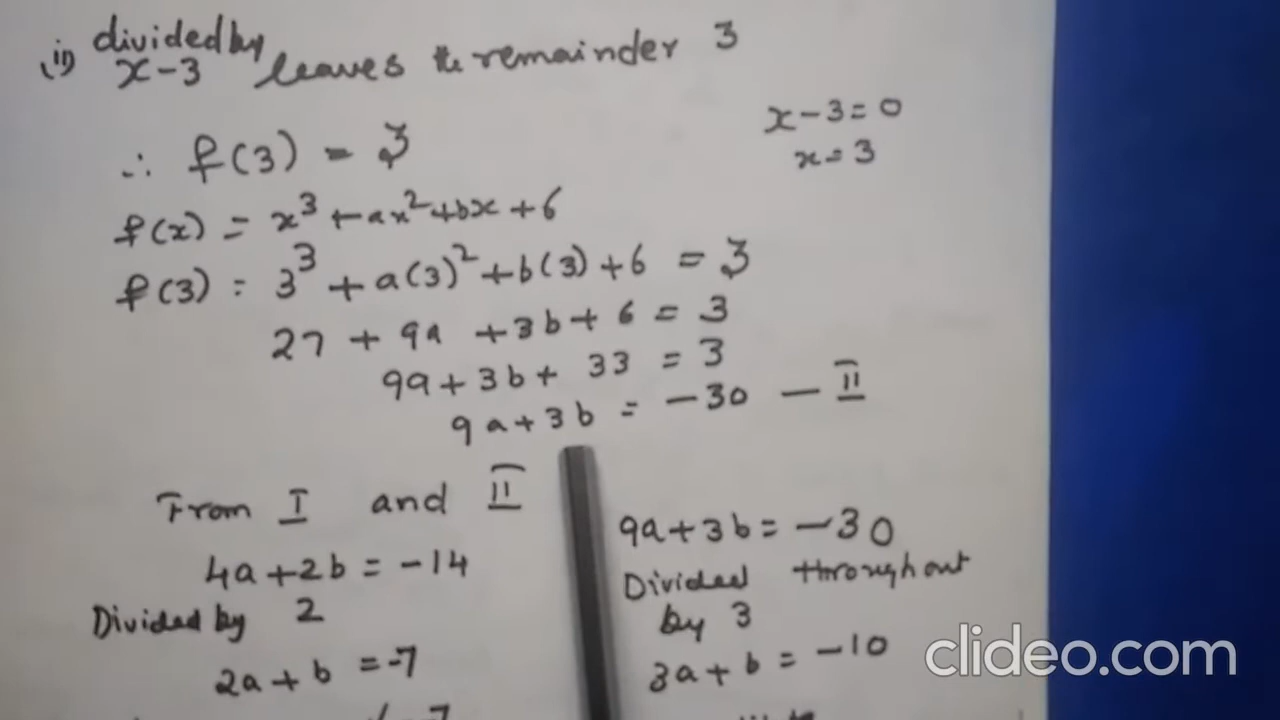 (ii) divided by
x-3 leaves the remainder 3
x-3=0
x=3
∴ f(3) = 3
f(x) = x³ + ax² + bx + 6
f(3) = 3³ + a(3)² + b(3) + 6 = 3
27 + 9a + 3b + 6 = 3
9a + 3b + 33 = 3
9a + 3b = -30 — II
From I and II
4a + 2b = -14
Divided by 2
2a + b = -7
9a + 3b = -30
Divided throughout
by 3
3a + b = -10
clideo.com